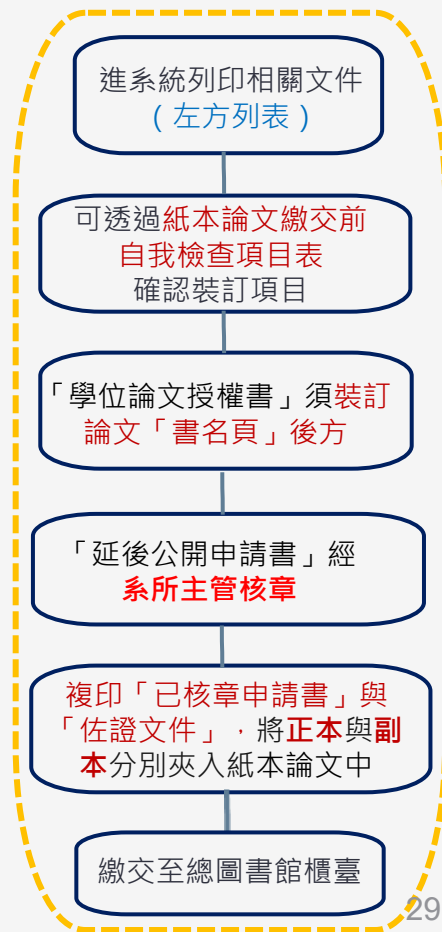 進系統列印相關文件
(左方列表)
可透過紙本論文繳交前
自我檢查項目表
確認裝訂項目
「學位論文授權書」須裝訂
論文「書名頁」後方
「延後公開申請書」經
系所主管核章
複印「已核章申請書」與
「佐證文件」，將正本與副
本分別夾入紙本論文中
繳交至總圖書館櫃臺
29